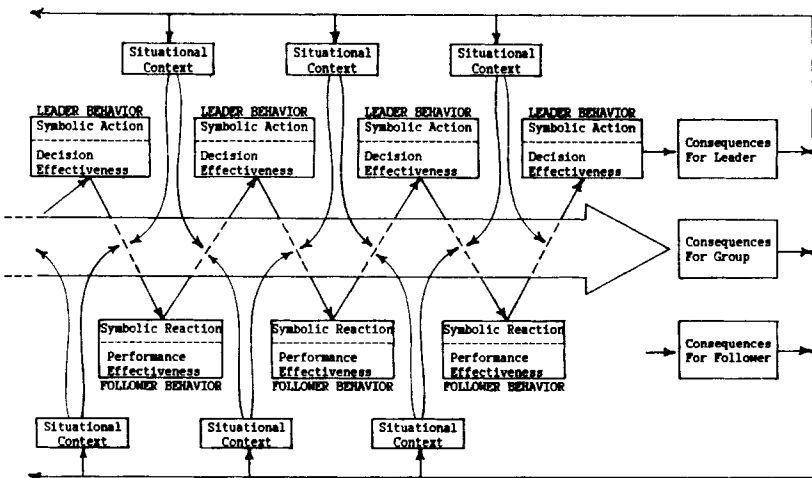 Situational
Context
Situational
Context
Situational
Context
LEADER BEHAVIOR
Symbolic Action
Decision
Effectiveness
LEADER BEHAVIOR
Symbolic Action
Decision
Effectiveness
LEADER BEHAVIOR
Symbolic Action
Decision
Effectiveness
LEADER BEHAVIOR
Symbolic Action
Decision
Effectiveness
Consequences
For Leader
Consequences
For Group
Symbolic Reaction
Performance
Effectiveness
FOLLOWER BEHAVIOR
Symbolic Reaction
Performance
Effectiveness
FOLLOWER BEHAVIOR
Symbolic Reaction
Performance
Effectiveness
FOLLOWER BEHAVIOR
Consequences
For Follower
Situational
Context
Situational
Context
Situational
Context